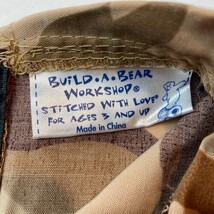 BUILD·A·BEAR
WORKSHOP®
STITCHED WITH LOVE
FOR AGES 3 AND UP
Made in China